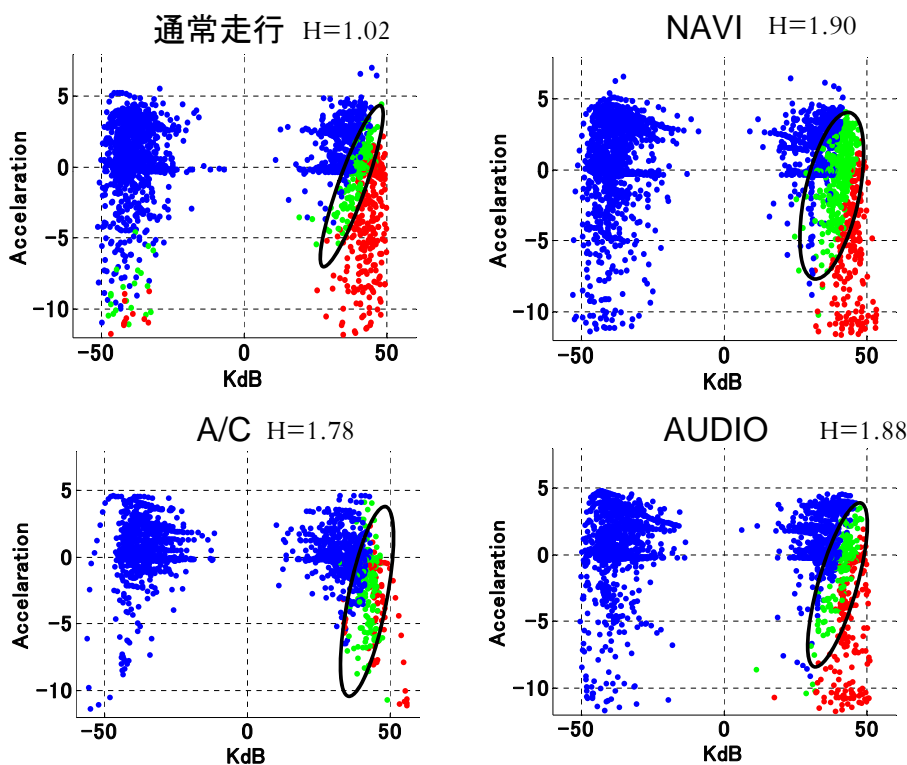 通常走行 H=1.02
5
0
−5
−10
Accelaration
−50 0 50
KdB
NAVI H=1.90
5
0
−5
−10
Accelaration
−50 0 50
KdB
A/C H=1.78
5
0
−5
−10
Accelaration
−50 0 50
KdB
AUDIO H=1.88
5
0
−5
−10
Accelaration
−50 0 50
KdB